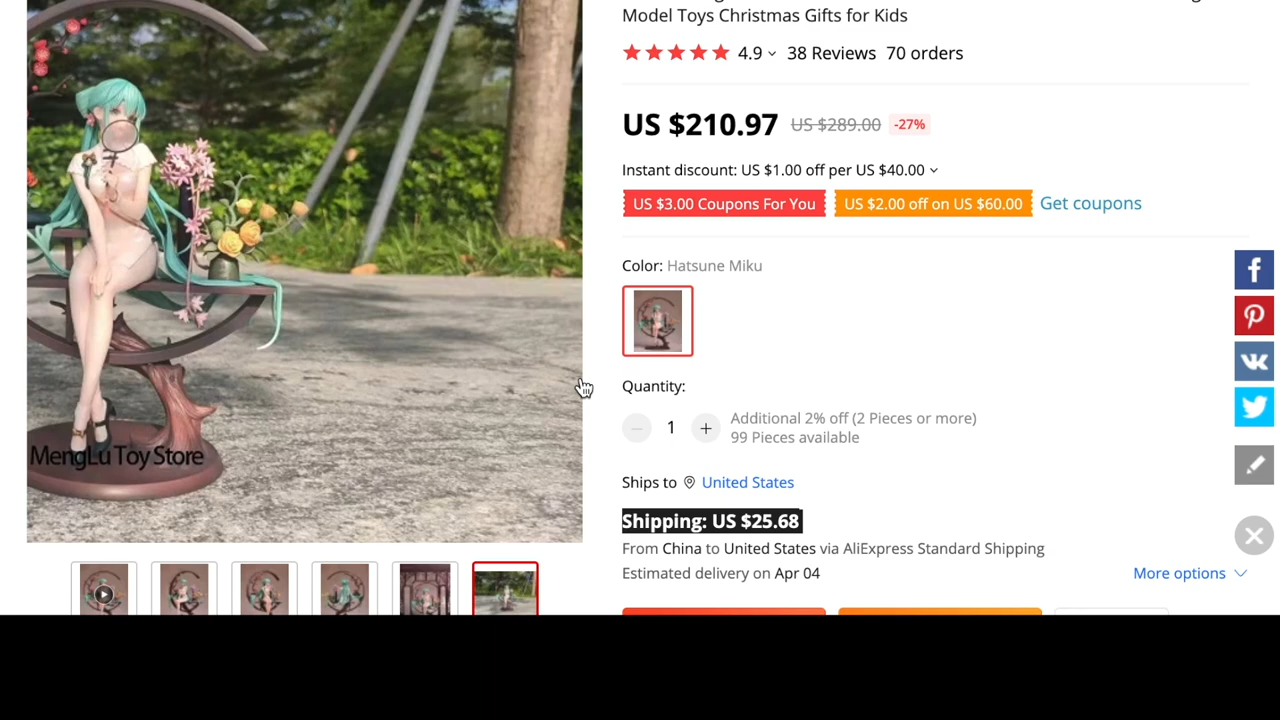 Model Toys Christmas Gifts for Kids
4.9 38 Reviews 70 orders
US $210.97 US $289.00 -27%
Instant discount: US $1.00 off per US $40.00
US $3.00 Coupons For You US $2.00 off on US $60.00 Get coupons
Color: Hatsune Miku
Quantity:
1
Additional 2% off (2 Pieces or more)
99 Pieces available
Ships to United States
Shipping: US $25.68
From China to United States via AliExpress Standard Shipping
Estimated delivery on Apr 04 More options
MengLu Toy Store